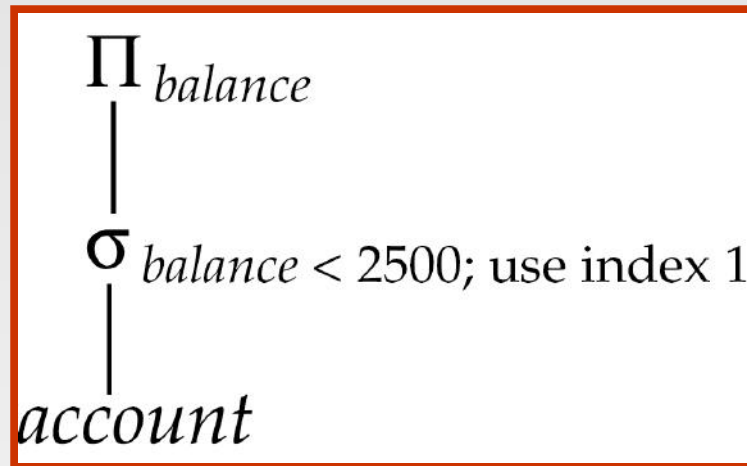 Π balance
σ balance < 2500; use index 1
account